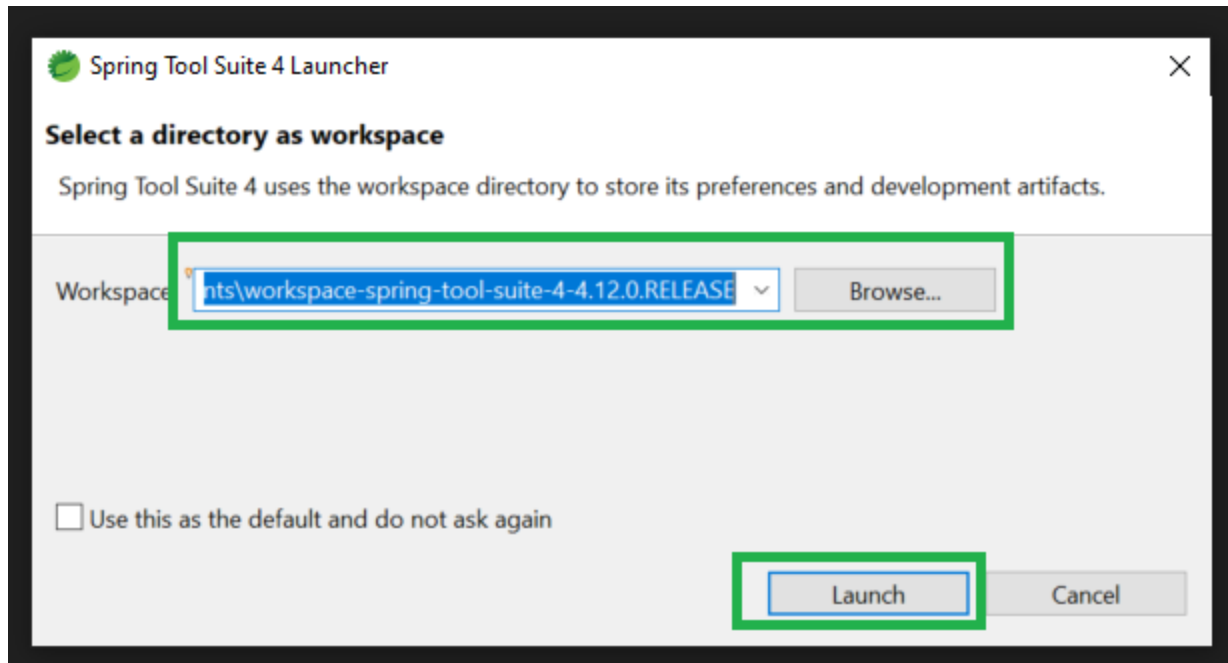 Spring Tool Suite 4 Launcher
Select a directory as workspace
Spring Tool Suite 4 uses the workspace directory to store its preferences and development artifacts.
Workspace nts\workspace-spring-tool-suite-4-4.12.0.RELEASE Browse...
Use this as the default and do not ask again
Launch Cancel